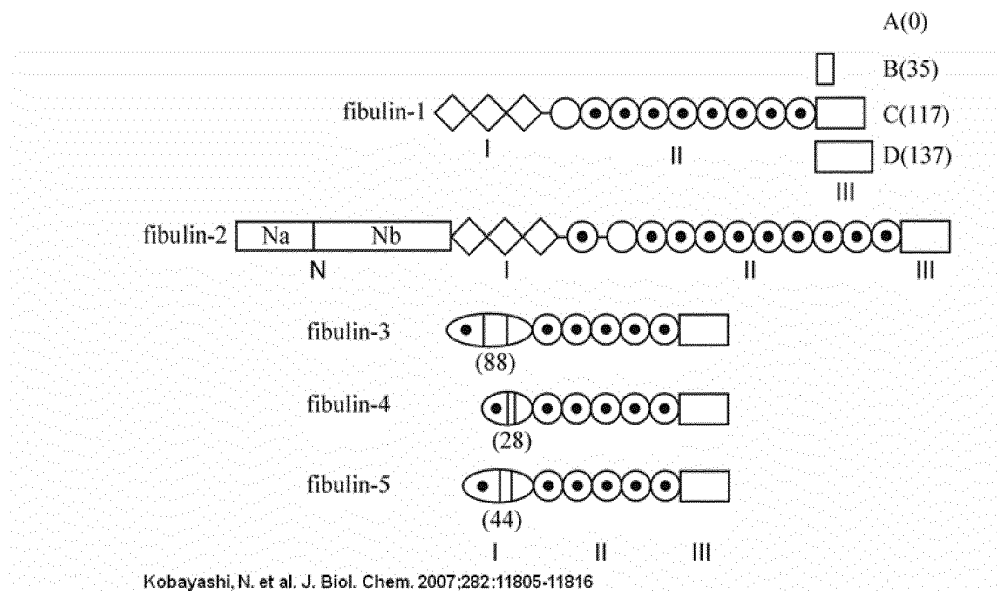 A(0)
B(35)
fibulin-1 C(117)
I II D(137)
III
fibulin-2 Na Nb
N I II III
fibulin-3
(88)
fibulin-4
(28)
fibulin-5
(44)
I II III
Kobayashi, N. et al. J. Biol. Chem. 2007;282:11805-11816